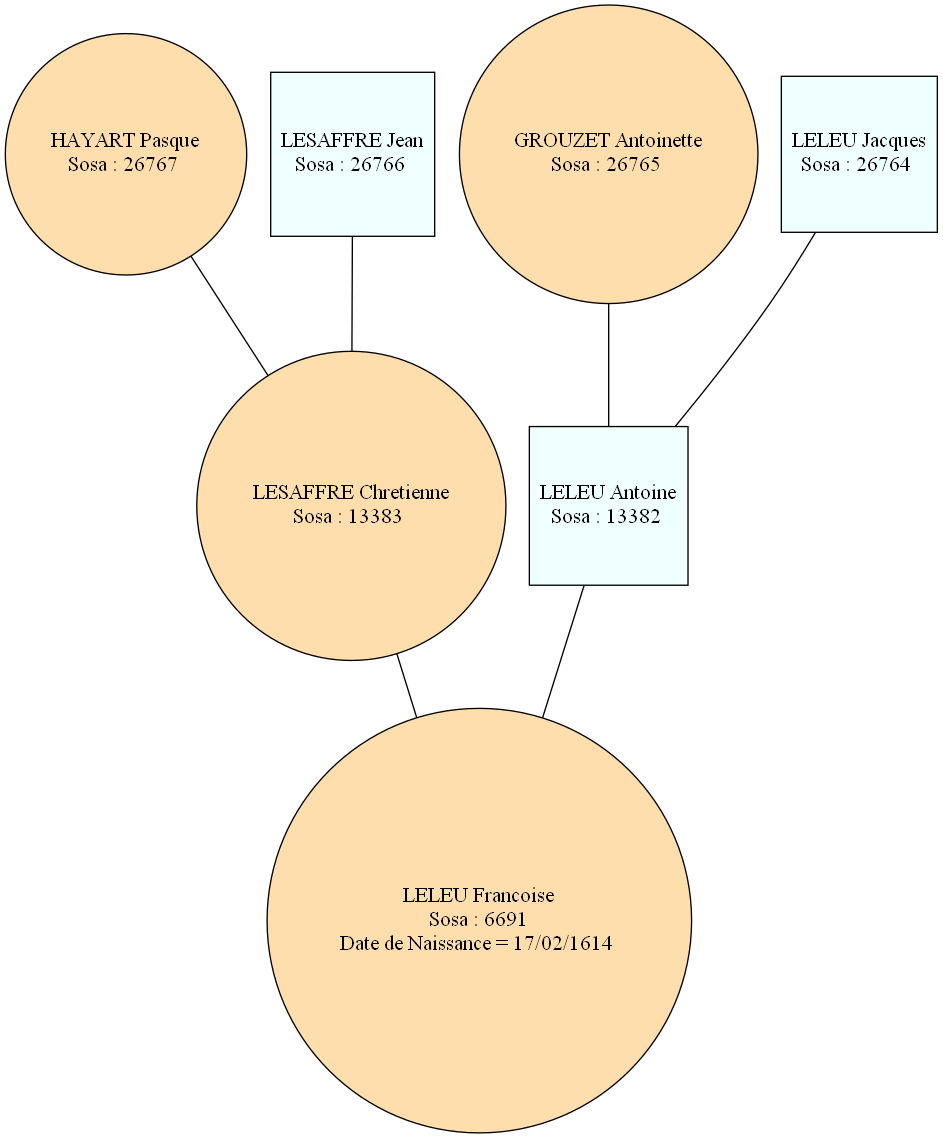 HAYART Pasque
Sosa : 26767
LESAFFRE Jean
Sosa : 26766
GROUZET Antoinette
Sosa : 26765
LELEU Jacques
Sosa : 26764
LESAFFRE Chretienne
Sosa : 13383
LELEU Antoine
Sosa : 13382
LELEU Francoise
Sosa : 6691
Date de Naissance = 17/02/1614